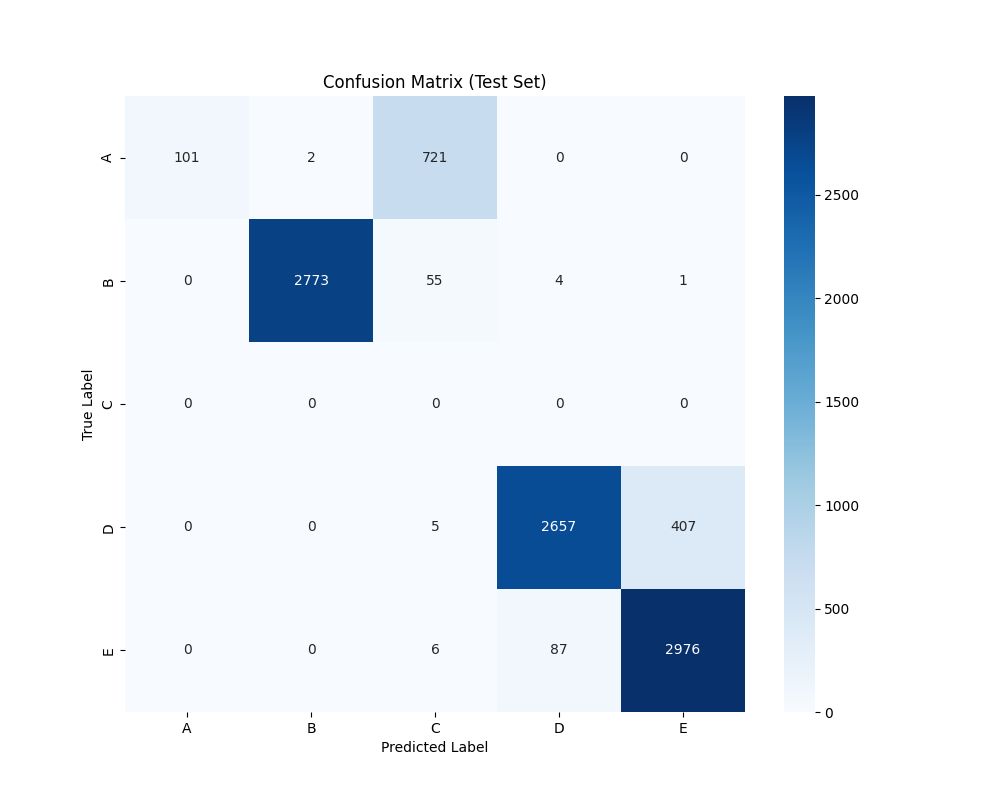 Confusion Matrix (Test Set)
A 101 2 721 0 0
B 0 2773 55 4 1
C 0 0 0 0 0
D 0 0 5 2657 407
E 0 0 6 87 2976
A B C D E
Predicted Label
True Label
2500
2000
1500
1000
500
0